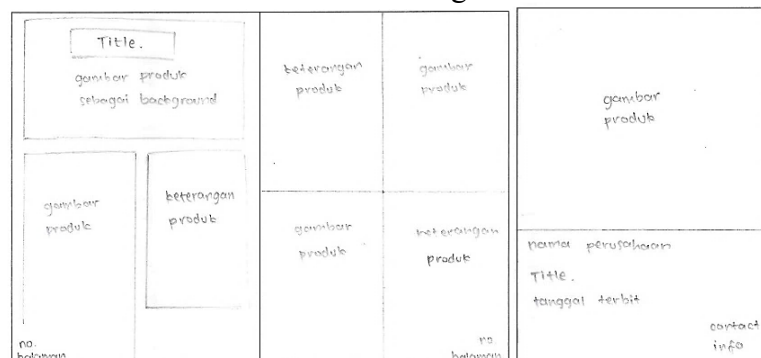 Title.
gambar produk
sebagai background
gambar
produk
keterangan
produk
no.
halaman
keterangan
produk
gambar
produk
gambar
produk
keterangan
produk
no
halaman
gambar
produk
nama perusahaan
Title.
tanggal terbit
contact
info